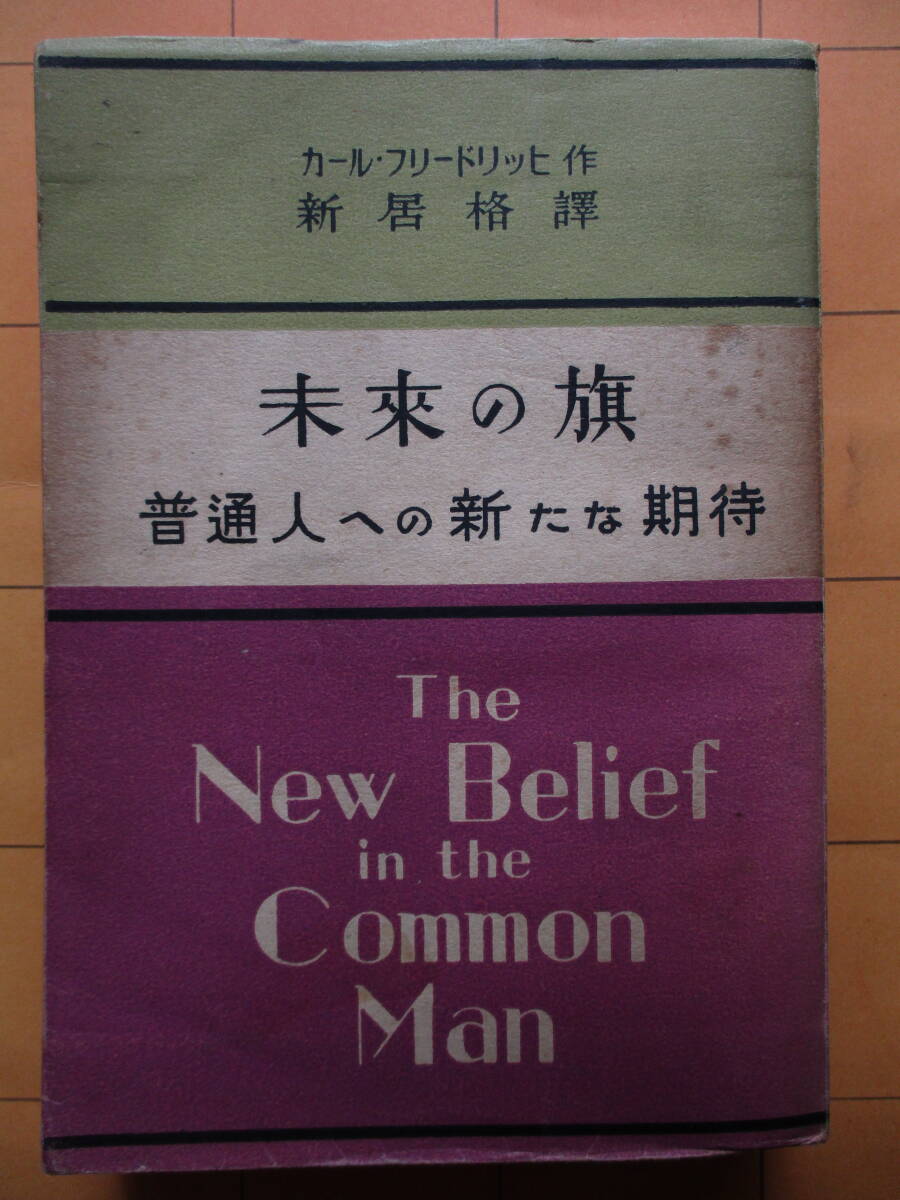 カール・フリードリッヒ 作
新居格譯
未來の旗
普通人への新たな期待
The
New Belief
in the
Common
Man